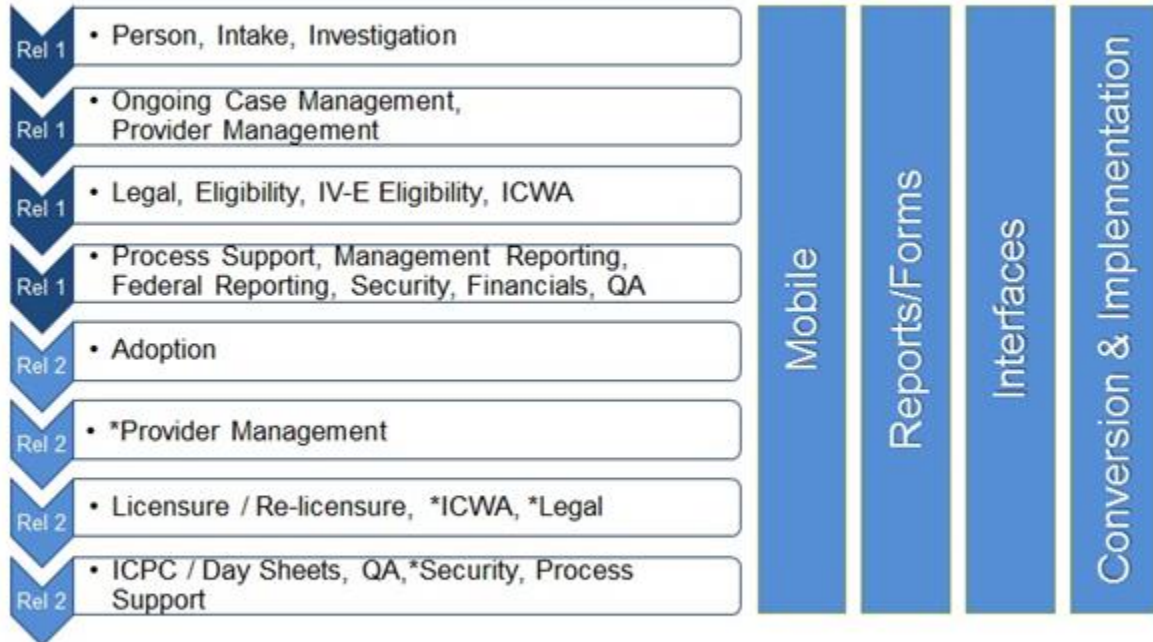 Rel 1
• Person, Intake, Investigation
Rel 1
• Ongoing Case Management,
Provider Management
Rel 1
• Legal, Eligibility, IV-E Eligibility, ICWA
Rel 1
• Process Support, Management Reporting,
Federal Reporting, Security, Financials, QA
Rel 2
• Adoption
Rel 2
• *Provider Management
Rel 2
• Licensure / Re-licensure, *ICWA, *Legal
Rel 2
• ICPC / Day Sheets, QA,*Security, Process
Support
Mobile
Reports/Forms
Interfaces
Conversion & Implementation